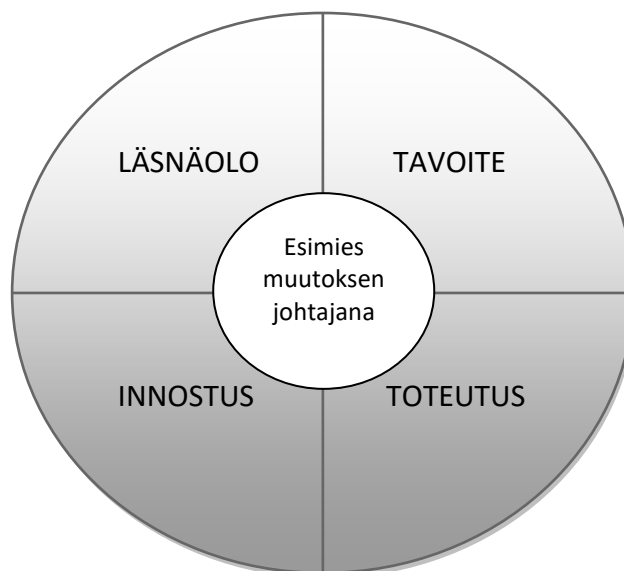 LÄSNÄOLO
TAVOITE
Esimies
muutoksen
johtajana
INNOSTUS
TOTEUTUS